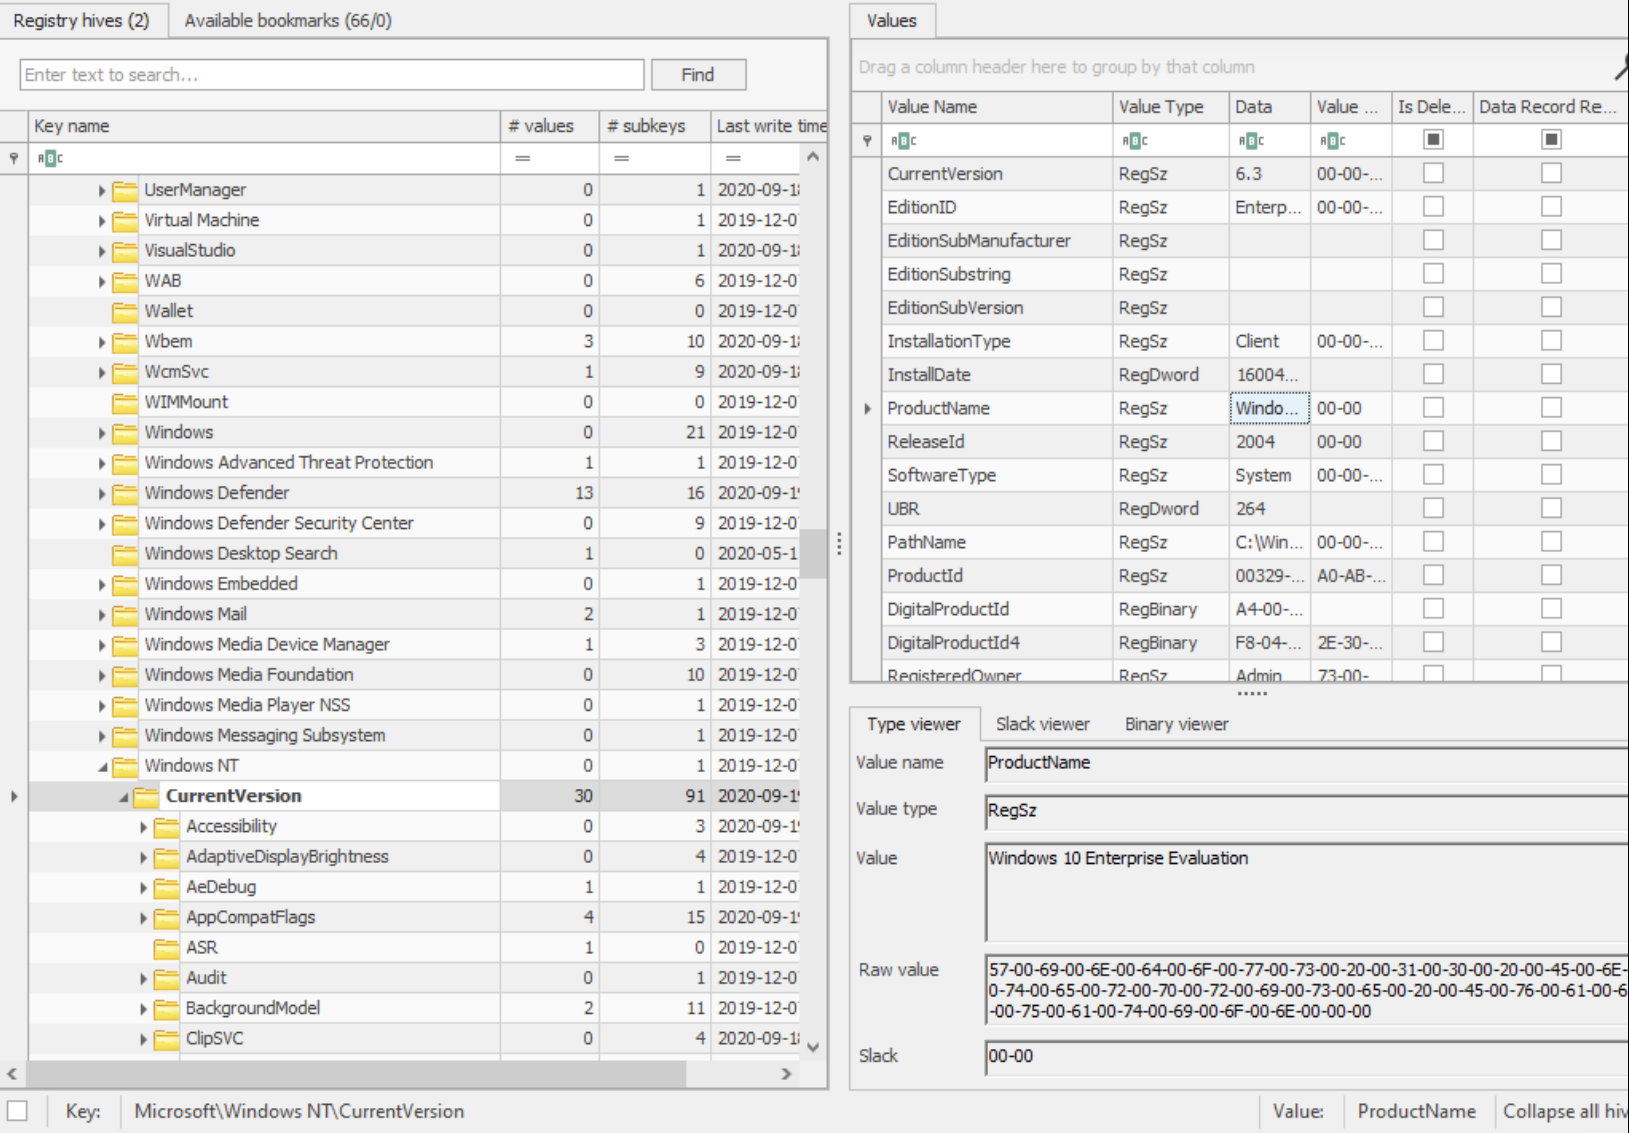 Registry hives (2) Available bookmarks (66/0)
Enter text to search... Find
Key name # values # subkeys Last write time
ABC = = =
UserManager 0 1 2020-09-18
Virtual Machine 0 1 2019-12-0
VisualStudio 0 1 2020-09-18
WAB 0 6 2019-12-0
Wallet 0 0 2019-12-0
Wbem 3 10 2020-09-18
WcmSvc 1 9 2020-09-18
WIMMount 0 0 2019-12-0
Windows 0 21 2019-12-0
Windows Advanced Threat Protection 1 1 2019-12-0
Windows Defender 13 16 2020-09-19
Windows Defender Security Center 0 9 2019-12-0
Windows Desktop Search 1 0 2020-05-1
Windows Embedded 0 1 2019-12-0
Windows Mail 2 1 2019-12-0
Windows Media Device Manager 1 3 2019-12-0
Windows Media Foundation 0 10 2019-12-0
Windows Media Player NSS 0 1 2019-12-0
Windows Messaging Subsystem 0 1 2019-12-0
Windows NT 0 1 2019-12-0
CurrentVersion 30 91 2020-09-19
Accessibility 0 3 2020-09-19
AdaptiveDisplayBrightness 0 4 2019-12-0
AeDebug 1 1 2019-12-0
AppCompatFlags 4 15 2020-09-19
ASR 1 0 2019-12-0
Audit 0 1 2019-12-0
BackgroundModel 2 11 2019-12-0
ClipSVC 0 4 2020-09-18
Key: Microsoft\Windows NT\CurrentVersion
Values
Drag a column header here to group by that column
Value Name Value Type Data Value ... Is Dele... Data Record Re...
ABC ABC ABC ABC
CurrentVersion RegSz 6.3 00-00-...
EditionID RegSz Enterp... 00-00-...
EditionSubManufacturer RegSz
EditionSubstring RegSz
EditionSubVersion RegSz
InstallationType RegSz Client 00-00-...
InstallDate RegDword 16004...
ProductName RegSz Windo... 00-00
ReleaseId RegSz 2004 00-00
SoftwareType RegSz System 00-00-...
UBR RegDword 264
PathName RegSz C:\Win... 00-00-...
ProductId RegSz 00329-... A0-AB-...
DigitalProductId RegBinary A4-00-...
DigitalProductId4 RegBinary F8-04-... 2E-30-...
RegisteredOwner RegSz Admin 73-00-
Type viewer Slack viewer Binary viewer
Value name ProductName
Value type RegSz
Value Windows 10 Enterprise Evaluation
Raw value 57-00-69-00-6E-00-64-00-6F-00-77-00-73-00-20-00-31-00-30-00-20-00-45-00-6E-
0-74-00-65-00-72-00-70-00-72-00-69-00-73-00-65-00-20-00-45-00-76-00-61-00-6
-00-75-00-61-00-74-00-69-00-6F-00-6E-00-00-00
Slack 00-00
Value: ProductName Collapse all hiv